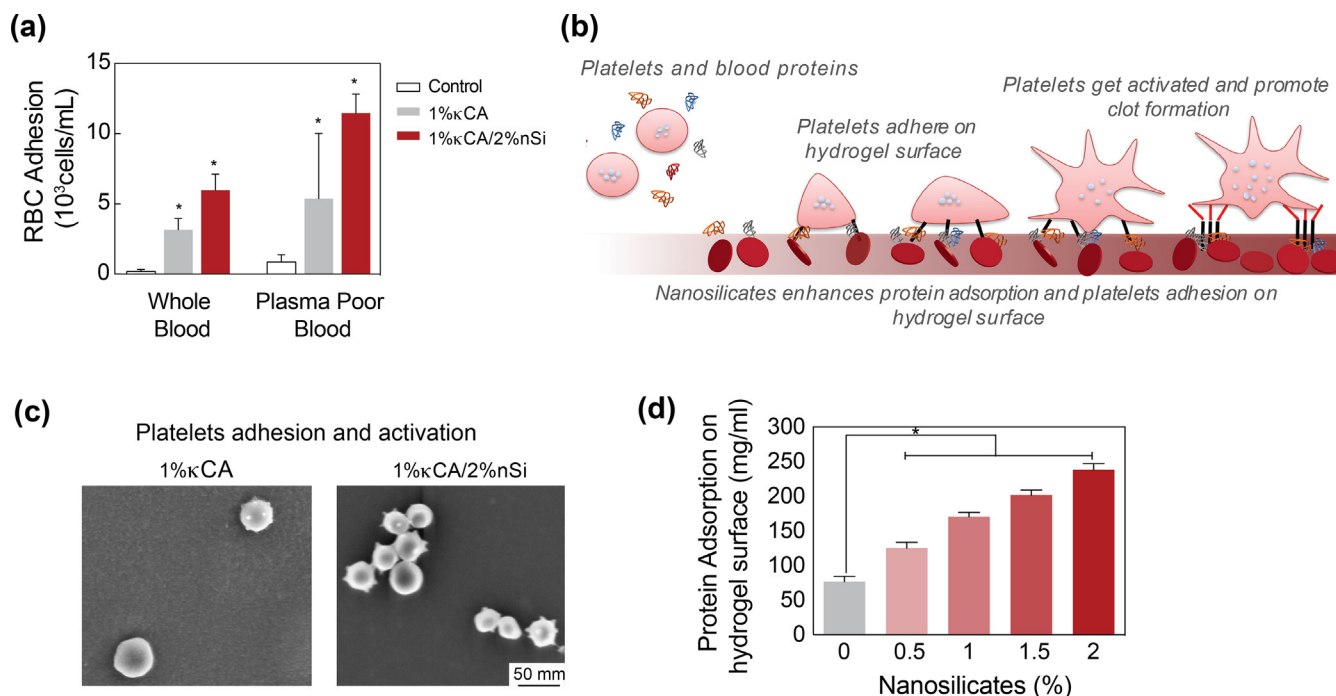 (a)
15
10
5
0
RBC Adhesion
(10³cells/mL)
*
*
*
*
Control
1%κCA
1%κCA/2%nSi
Whole
Blood
Plasma Poor
Blood
(b)
Platelets and blood proteins
Platelets adhere on
hydrogel surface
Platelets get activated and promote
clot formation
Nanosilicates enhances protein adsorption and platelets adhesion on
hydrogel surface
(c)
Platelets adhesion and activation
1%κCA
1%κCA/2%nSi
50 mm
(d)
Protein Adsorption on
hydrogel surface (mg/ml)
300
250
200
150
100
50
0
*
0 0.5 1 1.5 2
Nanosilicates (%)